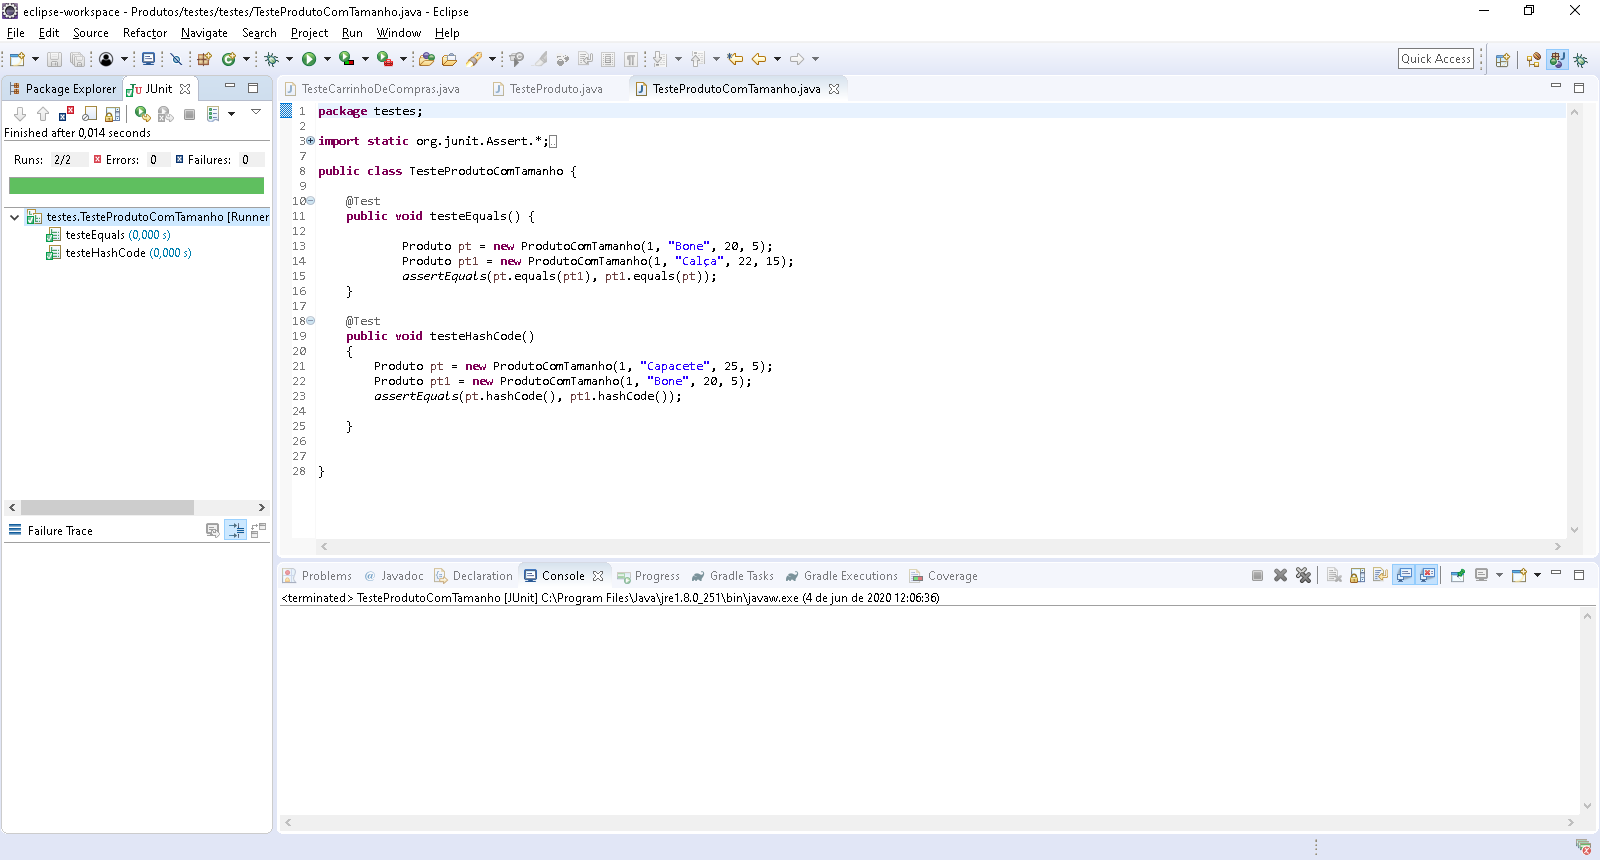 eclipse-workspace - Produtos/testes/testes/TesteProdutoComTamanho.java - Eclipse
File Edit Source Refactor Navigate Search Project Run Window Help
Quick Access
Package Explorer JUnit
Finished after 0,014 seconds
Runs: 2/2 Errors: 0 Failures: 0
testes.TesteProdutoComTamanho [Runner
testeEquals (0,000 s)
testeHashCode (0,000 s)
Failure Trace
TesteCarrinhoDeCompras.java TesteProduto.java TesteProdutoComTamanho.java
1 package testes;
2
3 import static org.junit.Assert.*;
7
8 public class TesteProdutoComTamanho {
9
10 @Test
11 public void testeEquals() {
12
13 Produto pt = new ProdutoComTamanho(1, "Bone", 20, 5);
14 Produto pt1 = new ProdutoComTamanho(1, "Calça", 22, 15);
15 assertEquals(pt.equals(pt1), pt1.equals(pt));
16 }
17
18 @Test
19 public void testeHashCode()
20 {
21 Produto pt = new ProdutoComTamanho(1, "Capacete", 25, 5);
22 Produto pt1 = new ProdutoComTamanho(1, "Bone", 20, 5);
23 assertEquals(pt.hashCode(), pt1.hashCode());
24
25 }
26
27
28 }
Problems Javadoc Declaration Console Progress Gradle Tasks Gradle Executions Coverage
<terminated> TesteProdutoComTamanho [JUnit] C:\Program Files\Java\jre1.8.0_251\bin\javaw.exe (4 de jun de 2020 12:06:36)